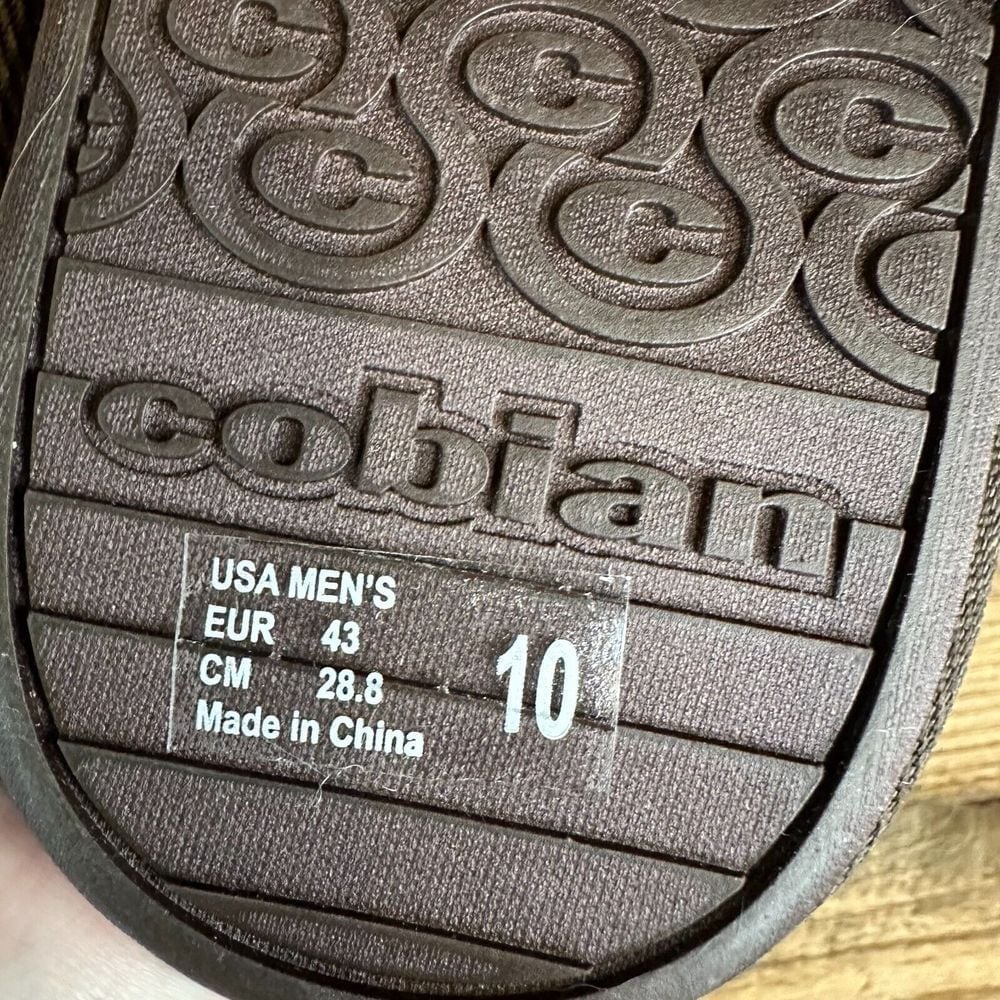 C C C
C C
cobian
USA MEN'S
EUR 43
CM 28.8
Made in China
10